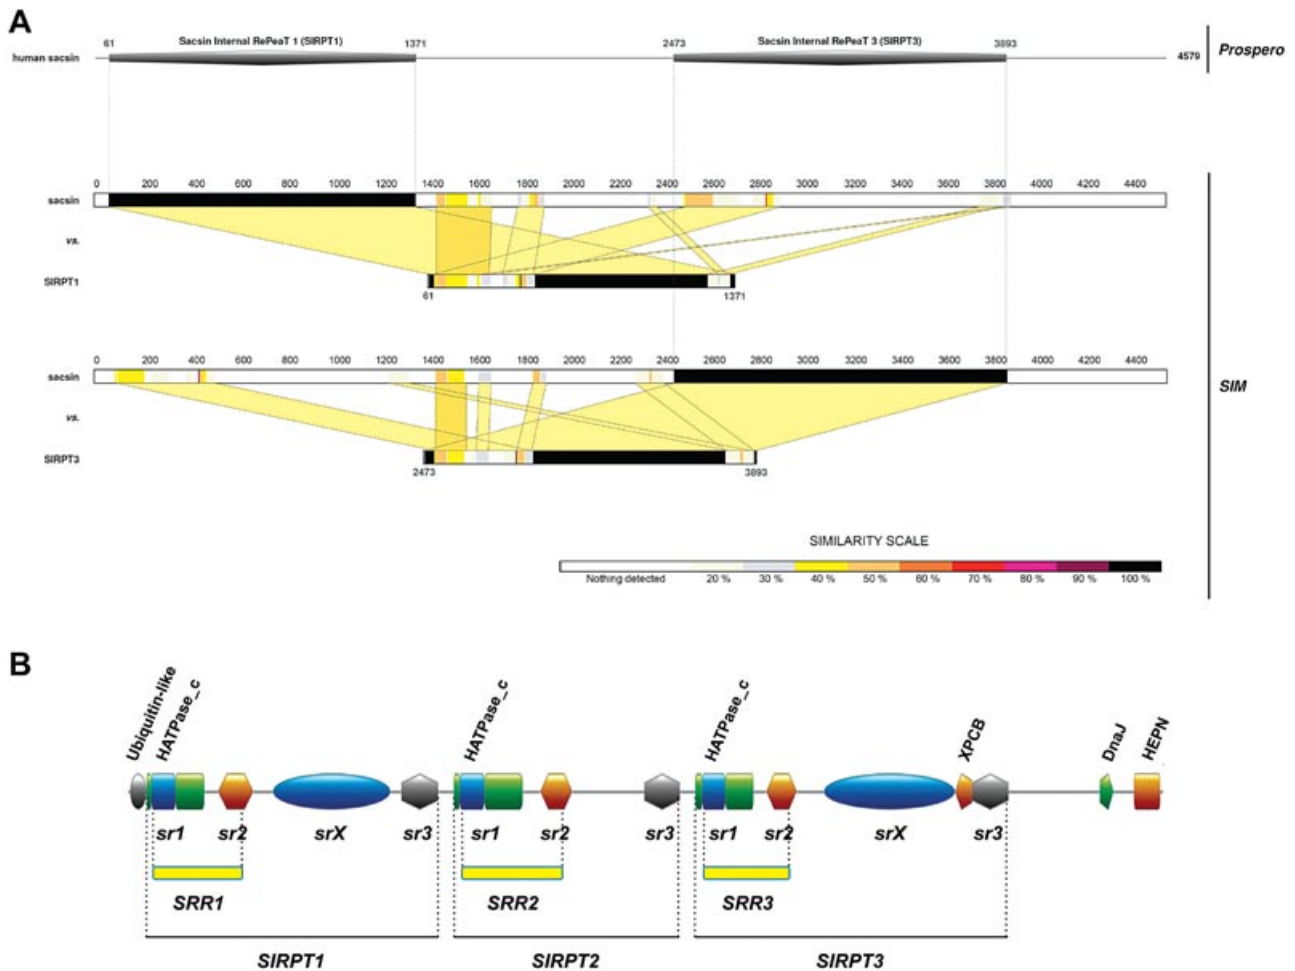 A
61 Sacsin Internal RePeaT 1 (SIRPT1) 1371 2473 Sacsin Internal RePeaT 3 (SIRPT3) 3893
human sacsin 4579 Prospero
0 200 400 600 800 1000 1200 1400 1600 1800 2000 2200 2400 2600 2800 3000 3200 3400 3600 3800 4000 4200 4400
sacsin
vs.
SIRPT1
61 1371
0 200 400 600 800 1000 1200 1400 1600 1800 2000 2200 2400 2600 2800 3000 3200 3400 3600 3800 4000 4200 4400
sacsin
SIM
vs.
SIRPT3
2473 3893
SIMILARITY SCALE
Nothing detected 20 % 30 % 40 % 50 % 60 % 70 % 80 % 90 % 100 %
B
Ubiquitin-like
HATPase_c
HATPase_c
HATPase_c
XPCB
DnaJ
HEPN
sr1 sr2 srX sr3 sr1 sr2 sr3 sr1 sr2 srX sr3
SRR1 SRR2 SRR3
SIRPT1 SIRPT2 SIRPT3